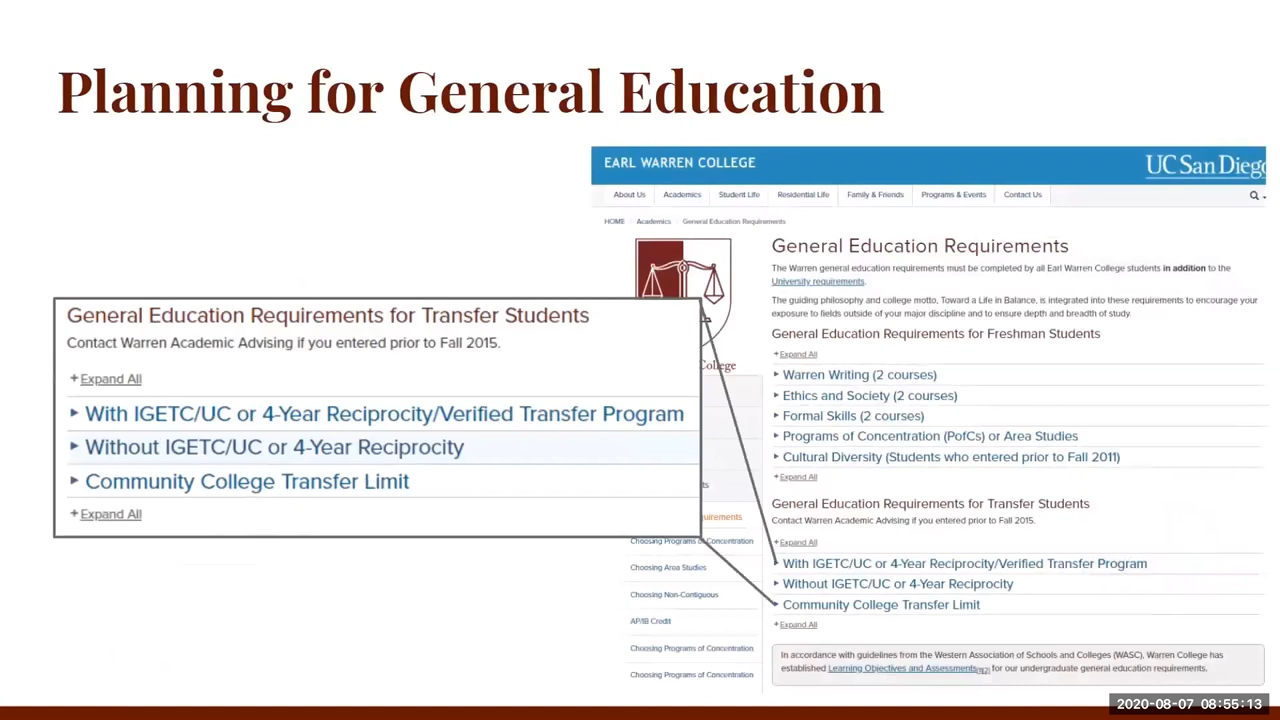 Planning for General Education
EARL WARREN COLLEGE
UC San Diego
About Us
Academics
Student Life
Residential Life
Family & Friends
Programs & Events
Contact Us
HOME
Academics
General Education Requirements
General Education Requirements
The Warren general education requirements must be completed by all Earl Warren College students in addition to the
University requirements.
The guiding philosophy and college motto, Toward a Life in Balance, is integrated into these requirements to encourage your
exposure to fields outside of your major discipline and to ensure depth and breadth of study.
General Education Requirements for Freshman Students
+Expand All
Warren Writing (2 courses)
Ethics and Society (2 courses)
Formal Skills (2 courses)
Programs of Concentration (PofCs) or Area Studies
Cultural Diversity (Students who entered prior to Fall 2011)
+Expand All
General Education Requirements for Transfer Students
Contact Warren Academic Advising if you entered prior to Fall 2015.
+Expand All
With IGETC/UC or 4-Year Reciprocity/Verified Transfer Program
Without IGETC/UC or 4-Year Reciprocity
Community College Transfer Limit
+Expand All
In accordance with guidelines from the Western Association of Schools and Colleges (WASC), Warren College has
established Learning Objectives and Assessments for our undergraduate general education requirements.
General Education Requirements for Transfer Students
Contact Warren Academic Advising if you entered prior to Fall 2015.
+Expand All
With IGETC/UC or 4-Year Reciprocity/Verified Transfer Program
Without IGETC/UC or 4-Year Reciprocity
Community College Transfer Limit
+Expand All
College
ts
quirements
Choosing Programs of Concentration
Choosing Area Studies
Choosing Non-Contiguous
AP/IB Credit
Choosing Programs of Concentration
Choosing Programs of Concentration
2020-08-07 08:55:13